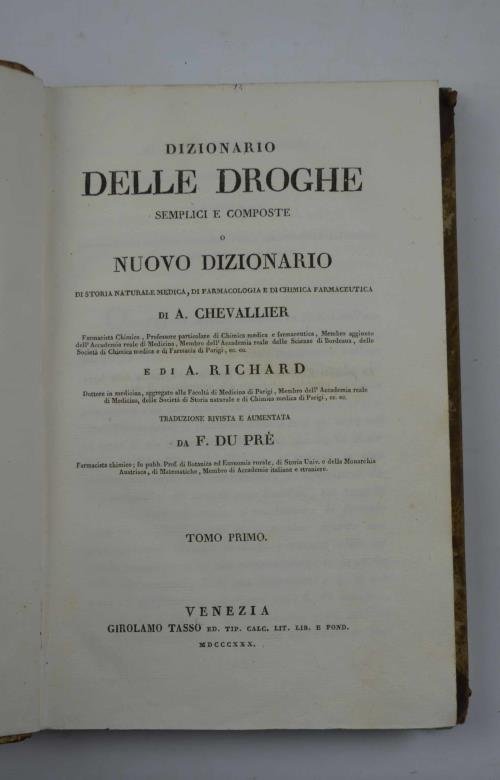 DIZIONARIO
DELLE DROGHE
SEMPLICI E COMPOSTE
O
NUOVO DIZIONARIO
DI STORIA NATURALE MEDICA, DI FARMACOLOGIA E DI CHIMICA FARMACEUTICA
DI A. CHEVALLIER
Farmacista Chimico, Professore particolare di Chimica medica e farmaceutica, Membro aggiunto
dell' Accademia reale di Medicina, Membro dell' Accademia reale delle Scienze di Bordeaux, delle
Società di Chimica medica e di Farmacia di Parigi, ec. ec.
E DI A. RICHARD
Dottore in medicina, aggregato alla Facoltà di Medicina di Parigi, Membro dell' Accademia reale
di Medicina, delle Società di Storia naturale e di Chimica medica di Parigi, ec. ec.
TRADUZIONE RIVISTA E AUMENTATA
DA F. DU PRÈ
Farmacista chimico; fu pubb. Prof. di Botanica ed Economia rurale, di Storia Univ. e della Monarchia
Austriaca, di Matematiche, Membro di Accademie italiane e straniere.
TOMO PRIMO.
VENEZIA
GIROLAMO TASSO ED. TIP. CALC. LIT. LIB. E FOND.
MDCCCXXX.